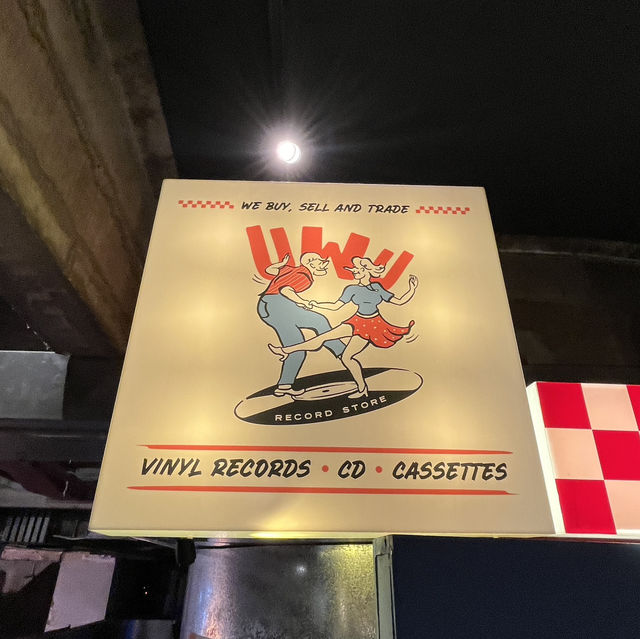 WE BUY, SELL AND TRADE
UWU
RECORD STORE
VINYL RECORDS • CD • CASSETTES